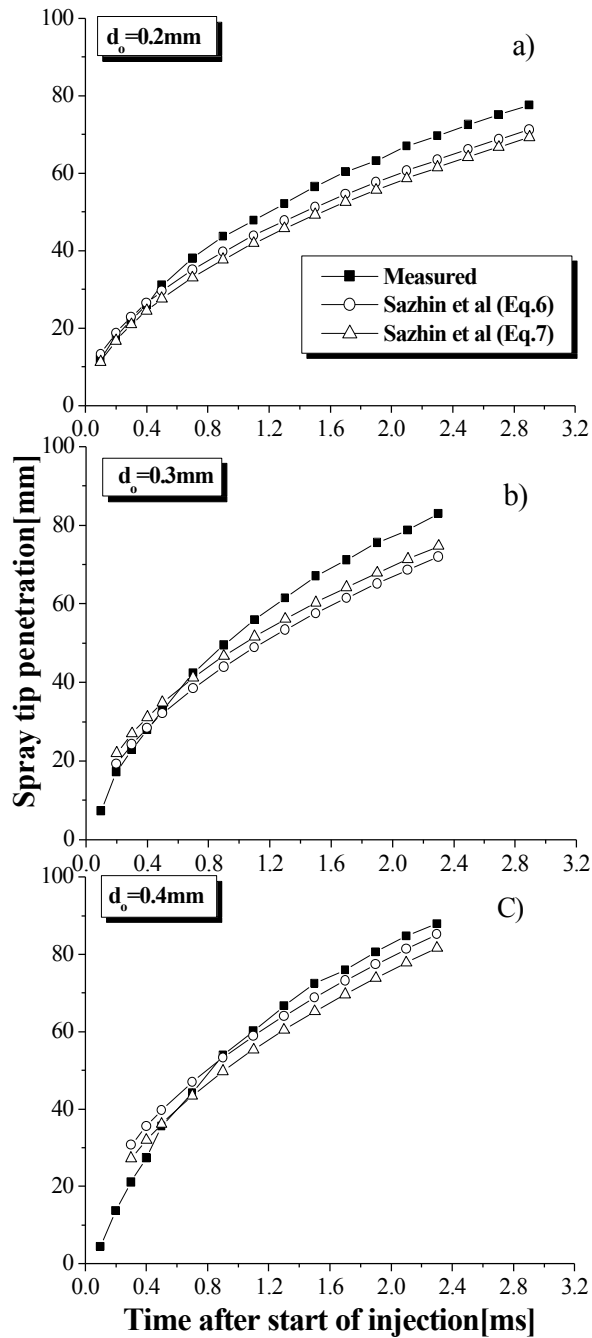 100
d_o=0.2mm
a)
80
60
40
20
0
Measured
Sazhin et al (Eq.6)
Sazhin et al (Eq.7)
0.0 0.4 0.8 1.2 1.6 2.0 2.4 2.8 3.2
100
d_o=0.3mm
b)
80
60
40
20
0
0.0 0.4 0.8 1.2 1.6 2.0 2.4 2.8 3.2
Spray tip penetration[mm]
100
d_o=0.4mm
C)
80
60
40
20
0
0.0 0.4 0.8 1.2 1.6 2.0 2.4 2.8 3.2
Time after start of injection[ms]